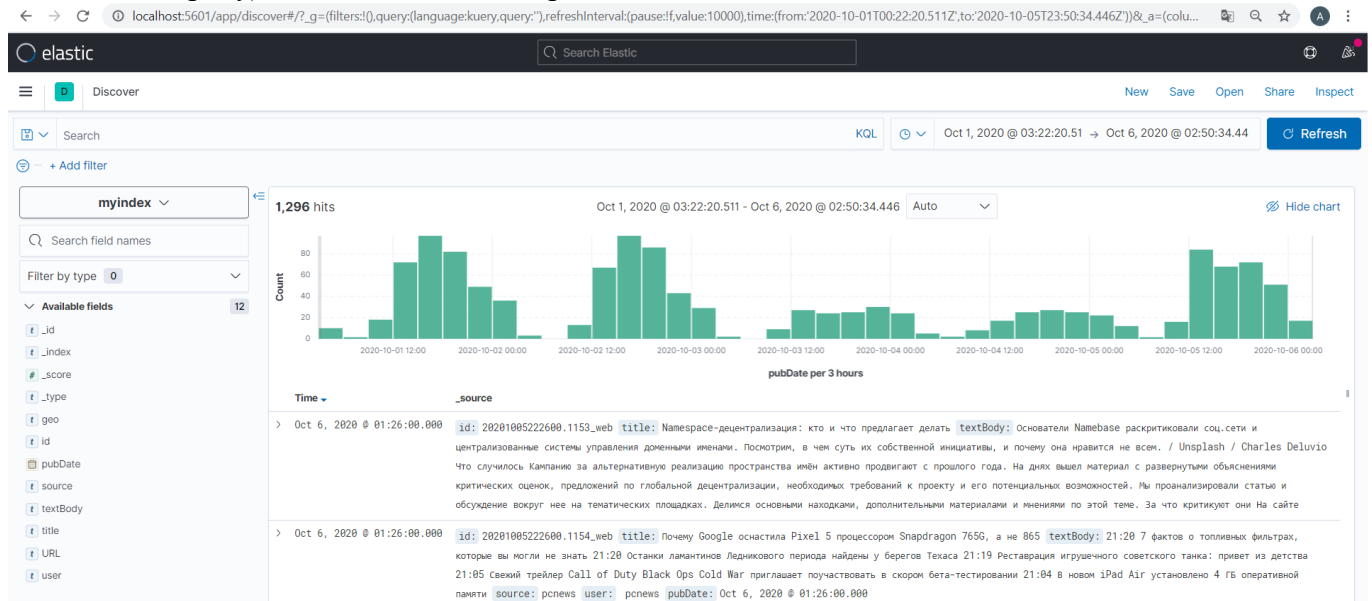 localhost:5601/app/discover#/?_g=(filters:!(),query:(language:kuery,query:''),refreshInterval:(pause:!f,value:10000),time:(from:'2020-10-01T00:22:20.511Z',to:'2020-10-05T23:50:34.446Z'))&_a=(colu...
A
elastic
Search Elastic
D Discover
New Save Open Share Inspect
Search
KQL
Oct 1, 2020 @ 03:22:20.51 → Oct 6, 2020 @ 02:50:34.44
Refresh
+ Add filter
myindex
Search field names
Filter by type 0
Available fields 12
t _id
t _index
# _score
t _type
t geo
t id
pubDate
t source
t textBody
t title
t URL
t user
1,296 hits
Oct 1, 2020 @ 03:22:20.511 - Oct 6, 2020 @ 02:50:34.446 Auto
Hide chart
Count
80
60
40
20
0
2020-10-01 12:00 2020-10-02 00:00 2020-10-02 12:00 2020-10-03 00:00 2020-10-03 12:00 2020-10-04 00:00 2020-10-04 12:00 2020-10-05 00:00 2020-10-05 12:00 2020-10-06 00:00
pubDate per 3 hours
Time _source
Oct 6, 2020 @ 01:26:00.000 id: 20201005222600.1153_web title: Namespace-децентрализация: кто и что предлагает делать textBody: Основатели Namebase раскритиковали соц.сети и
централизованные системы управления доменными именами. Посмотрим, в чем суть их собственной инициативы, и почему она нравится не всем. / Unsplash / Charles Deluvio
Что случилось Кампанию за альтернативную реализацию пространства имён активно продвигают с прошлого года. На днях вышел материал с развернутыми объяснениями
критических оценок, предложений по глобальной децентрализации, необходимых требований к проекту и его потенциальных возможностей. Мы проанализировали статью и
обсуждение вокруг нее на тематических площадках. Делимся основными находками, дополнительными материалами и мнениями по этой теме. За что критикуют они На сайте
Oct 6, 2020 @ 01:26:00.000 id: 20201005222600.1154_web title: Почему Google оснастила Pixel 5 процессором Snapdragon 765G, а не 865 textBody: 21:20 7 фактов о топливных фильтрах,
которые вы могли не знать 21:20 Останки ламантинов Ледникового периода найдены у берегов Техаса 21:19 Реставрация игрушечного советского танка: привет из детства
21:05 Свежий трейлер Call of Duty Black Ops Cold War приглашает поучаствовать в скором бета-тестировании 21:04 В новом iPad Air установлено 4 ГБ оперативной
памяти source: pcnews user: pcnews pubDate: Oct 6, 2020 @ 01:26:00.000